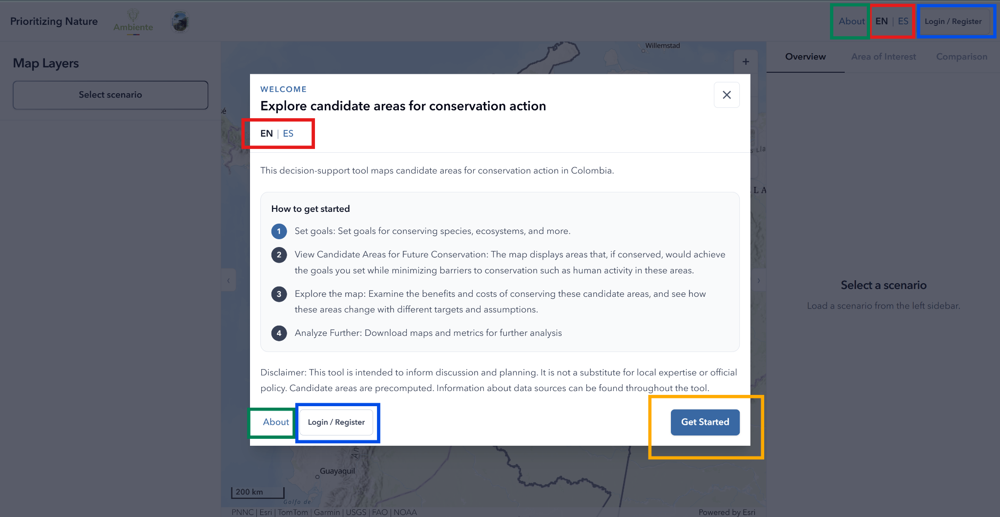 Prioritizing Nature
Ambiente
About
EN | ES
Login / Register
Map Layers
Select scenario
Willemstad
+
Overview
Area of Interest
Comparison
WELCOME
Explore candidate areas for conservation action
EN | ES
This decision-support tool maps candidate areas for conservation action in Colombia.
How to get started
1 Set goals: Set goals for conserving species, ecosystems, and more.
2 View Candidate Areas for Future Conservation: The map displays areas that, if conserved, would achieve
the goals you set while minimizing barriers to conservation such as human activity in these areas.
3 Explore the map: Examine the benefits and costs of conserving these candidate areas, and see how
these areas change with different targets and assumptions.
4 Analyze Further: Download maps and metrics for further analysis
Disclaimer: This tool is intended to inform discussion and planning. It is not a substitute for local expertise or official
policy. Candidate areas are precomputed. Information about data sources can be found throughout the tool.
About
Login / Register
Get Started
Select a scenario
Load a scenario from the left sidebar.
Guayaquil
200 km
Golfo de
PNNC | Esri | TomTom | Garmin | USGS | FAO | NOAA
Powered by Esri